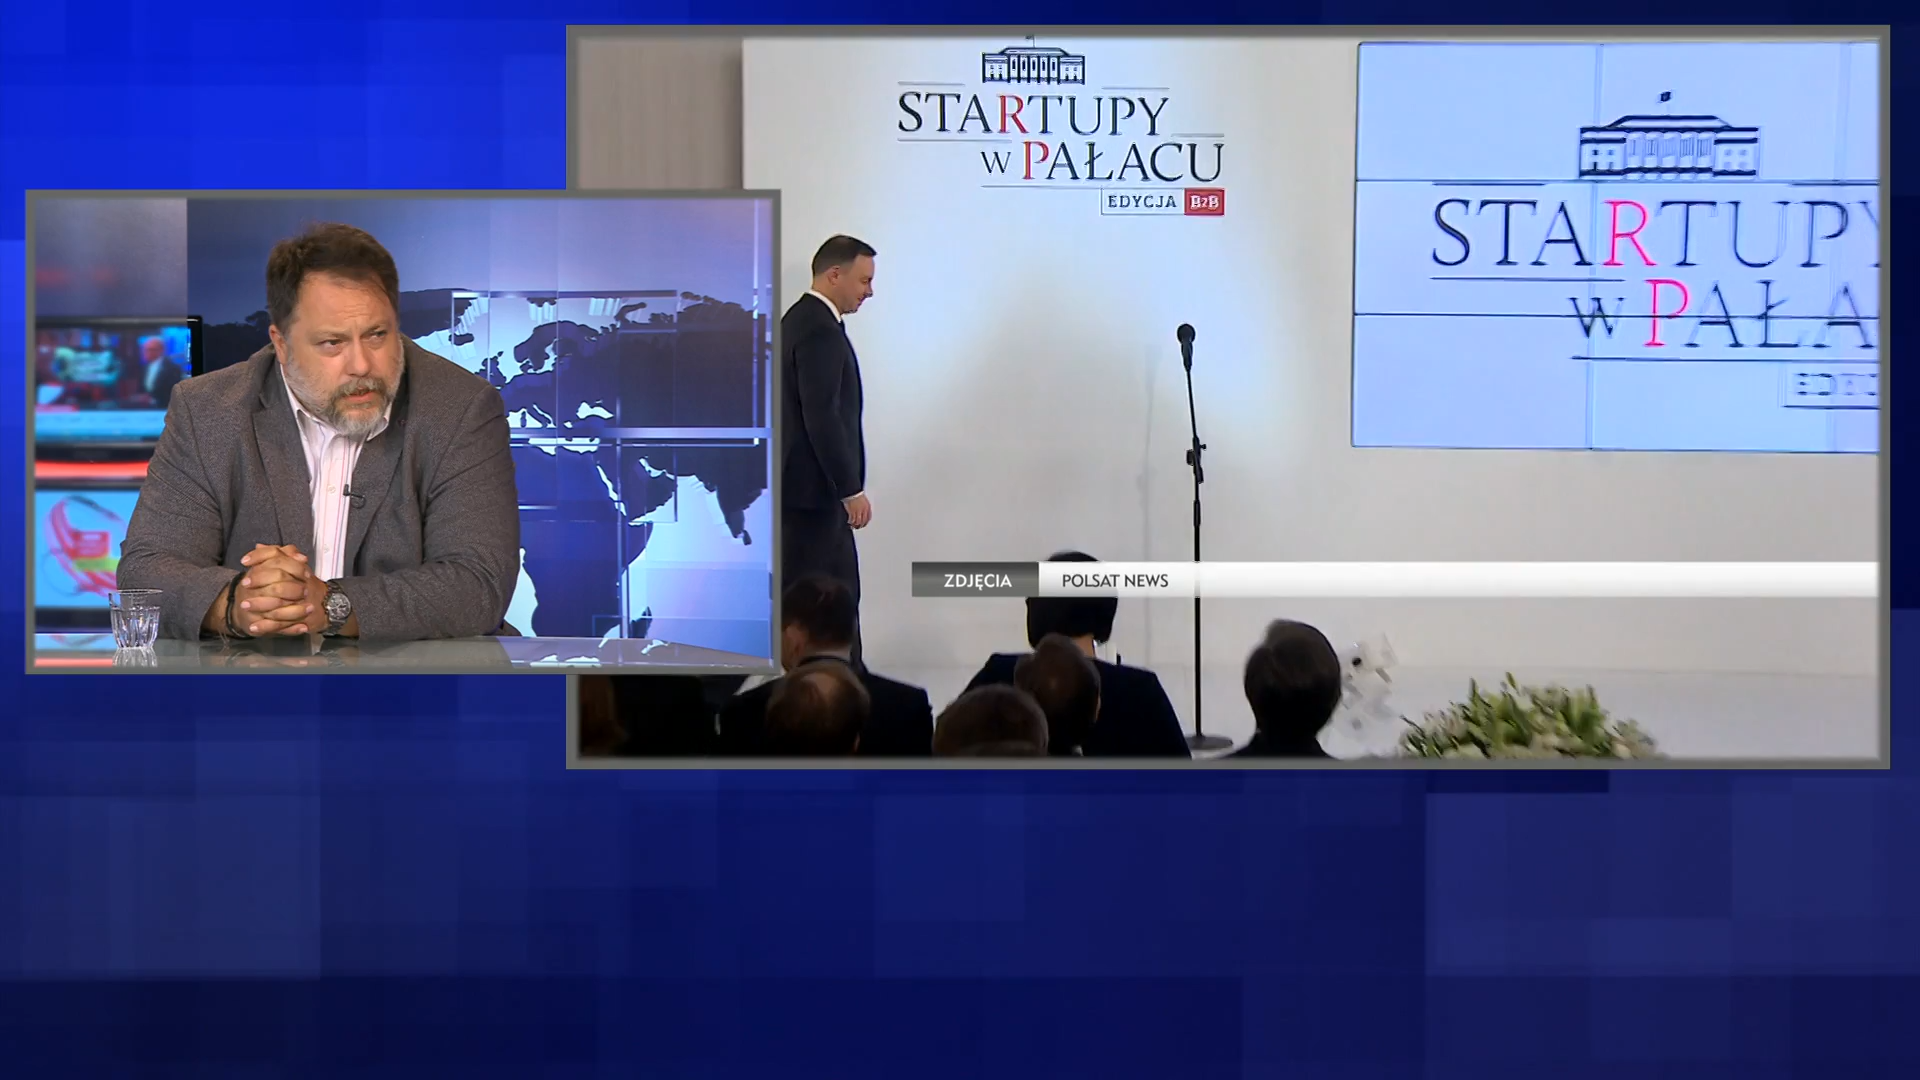 STARTUPY
W PAŁACU
EDYCJA B2B
STARTUPY
W PAŁA
ZDJĘCIA POLSAT NEWS